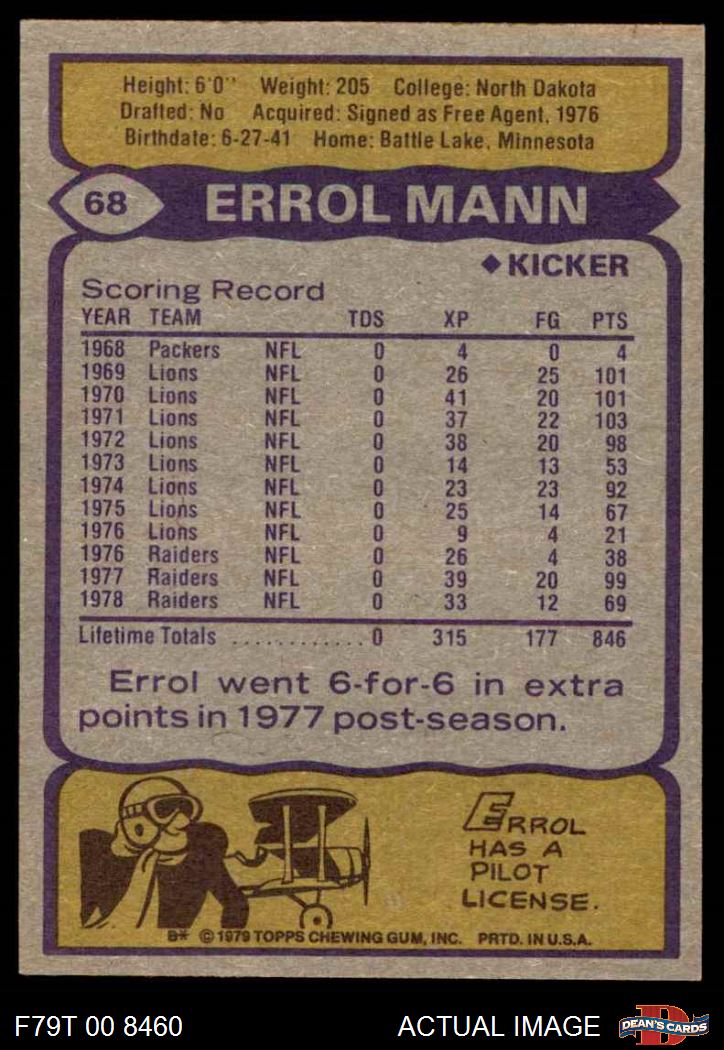 Height: 6'0" Weight: 205 College: North Dakota
Drafted: No Acquired: Signed as Free Agent, 1976
Birthdate: 6-27-41 Home: Battle Lake, Minnesota
68 ERROL MANN
◆ KICKER
Scoring Record
YEAR TEAM TDS XP FG PTS
1968 Packers NFL 0 4 0 4
1969 Lions NFL 0 26 25 101
1970 Lions NFL 0 41 20 101
1971 Lions NFL 0 37 22 103
1972 Lions NFL 0 38 20 98
1973 Lions NFL 0 14 13 53
1974 Lions NFL 0 23 23 92
1975 Lions NFL 0 25 14 67
1976 Lions NFL 0 9 4 21
1976 Raiders NFL 0 26 4 38
1977 Raiders NFL 0 39 20 99
1978 Raiders NFL 0 33 12 69
Lifetime Totals ............ 0 315 177 846
Errol went 6-for-6 in extra
points in 1977 post-season.
ERROL
HAS A
PILOT
LICENSE.
B* © 1979 TOPPS CHEWING GUM, INC. PRTD. IN U.S.A.
F79T 00 8460 ACTUAL IMAGE D DEAN'S CARDS